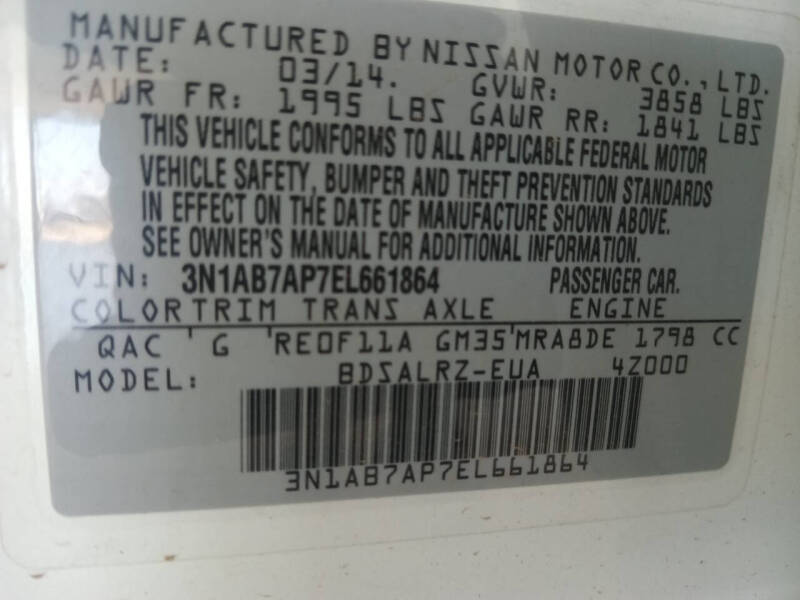 MANUFACTURED BY NISSAN MOTOR CO., LTD.
DATE: 03/14. GVWR: 3858 LBS
GAWR FR: 1995 LBS GAWR RR: 1841 LBS
THIS VEHICLE CONFORMS TO ALL APPLICABLE FEDERAL MOTOR
VEHICLE SAFETY, BUMPER AND THEFT PREVENTION STANDARDS
IN EFFECT ON THE DATE OF MANUFACTURE SHOWN ABOVE.
SEE OWNER'S MANUAL FOR ADDITIONAL INFORMATION.
VIN: 3N1AB7AP7EL661864 PASSENGER CAR.
COLORTRIM TRANS AXLE ENGINE
QAC ' G ' RE0F11A GM35'MRA8DE 1798 CC
MODEL: BDSALRZ-EUA 4Z000
3N1AB7AP7EL661864